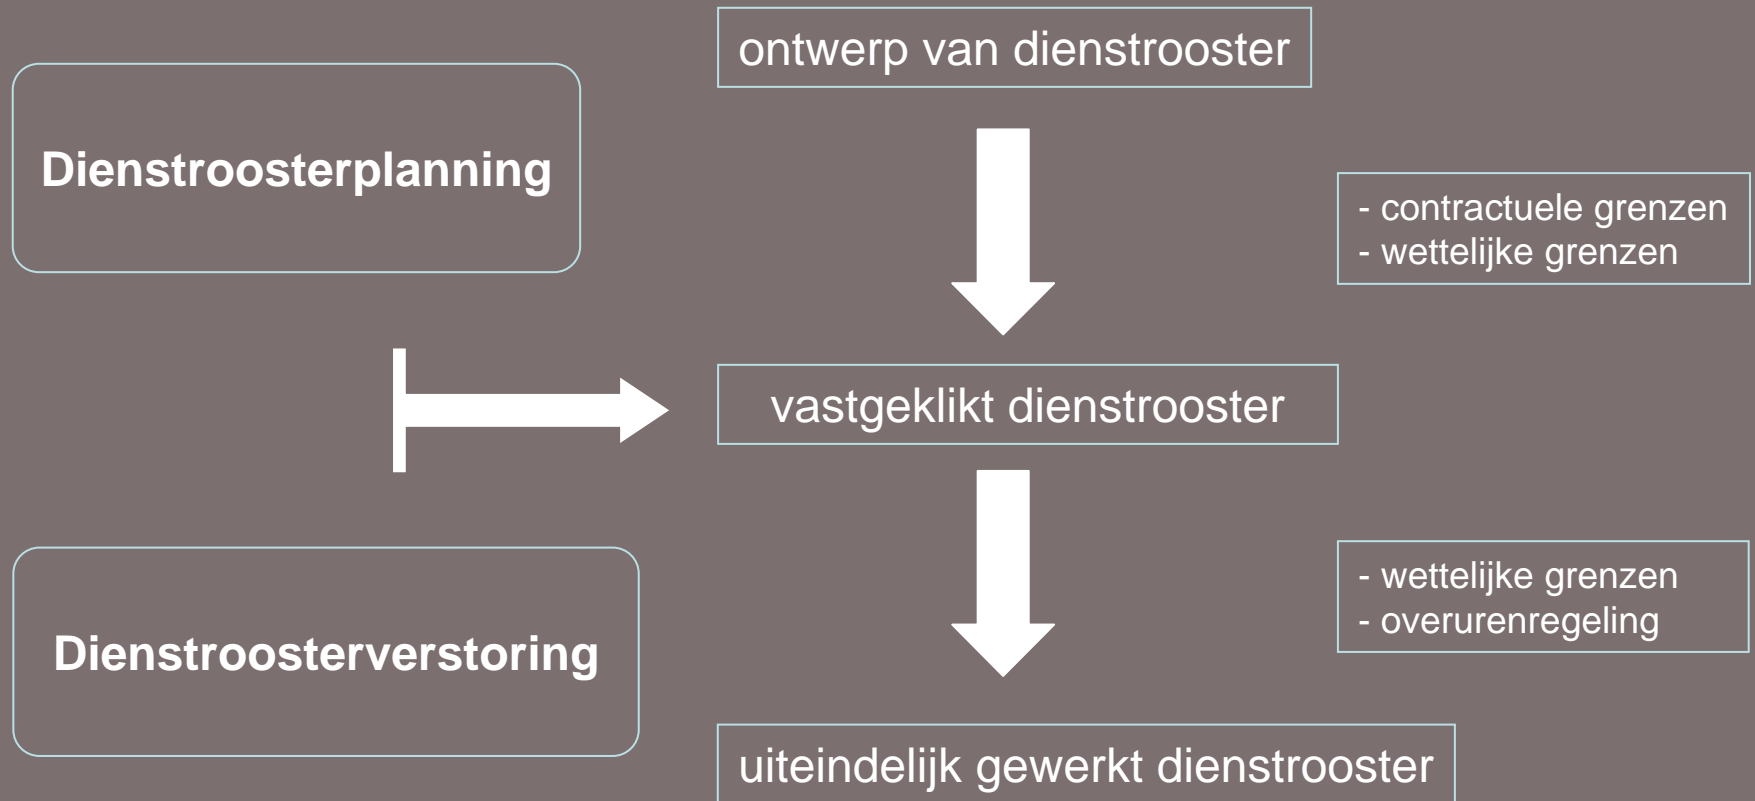 ontwerp van dienstrooster
Dienstroosterplanning
- contractuele grenzen
- wettelijke grenzen
vastgeklikt dienstrooster
- wettelijke grenzen
- overurenregeling
Dienstroosterverstoring
uiteindelijk gewerkt dienstrooster